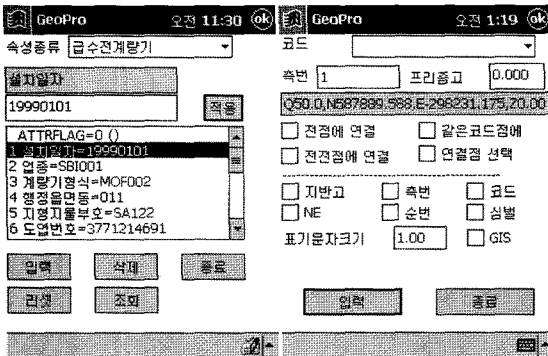 GeoPro 오전 11:30 ok
속성종류 급수전계량기
설치일자
19990101 적용
ATTRFLAG=0 ()
1 설치일자=19990101
2 업종=SBI001
3 계량기형식=MOF002
4 행정읍면동=011
5 지형지물부호=SA122
6 도엽번호=3771214691
입력 삭제 종료
리셋 조회
GeoPro 오전 1:19 ok
코드
측번 1 프리즘고 0.000
Q50.0,N587889.588,E-296231.175,Z0.00
전점에 연결 같은코드점에
전전점에 연결 연결점 선택
지반고 측번 코드
NE 순번 심벌
표기문자크기 1.00 GIS
입력 종료